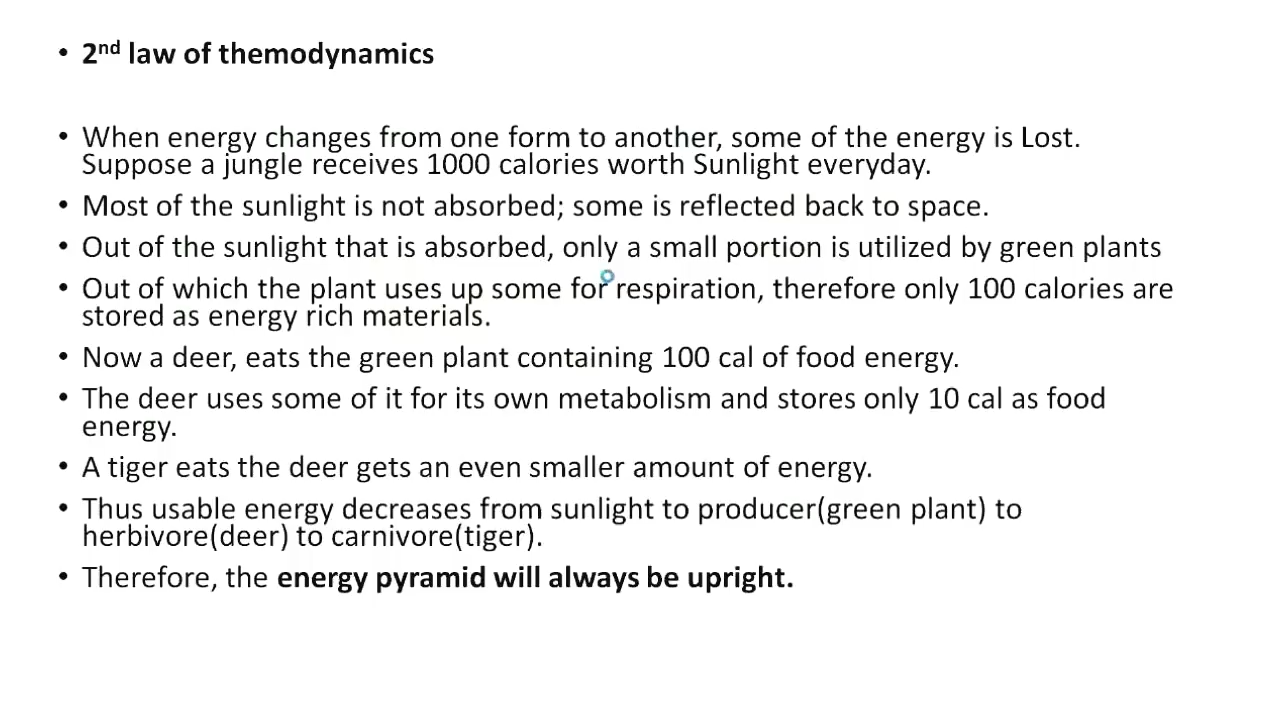 • 2nd law of themodynamics
• When energy changes from one form to another, some of the energy is Lost.
Suppose a jungle receives 1000 calories worth Sunlight everyday.
• Most of the sunlight is not absorbed; some is reflected back to space.
• Out of the sunlight that is absorbed, only a small portion is utilized by green plants
• Out of which the plant uses up some for respiration, therefore only 100 calories are
stored as energy rich materials.
• Now a deer, eats the green plant containing 100 cal of food energy.
• The deer uses some of it for its own metabolism and stores only 10 cal as food
energy.
• A tiger eats the deer gets an even smaller amount of energy.
• Thus usable energy decreases from sunlight to producer(green plant) to
herbivore(deer) to carnivore(tiger).
• Therefore, the energy pyramid will always be upright.